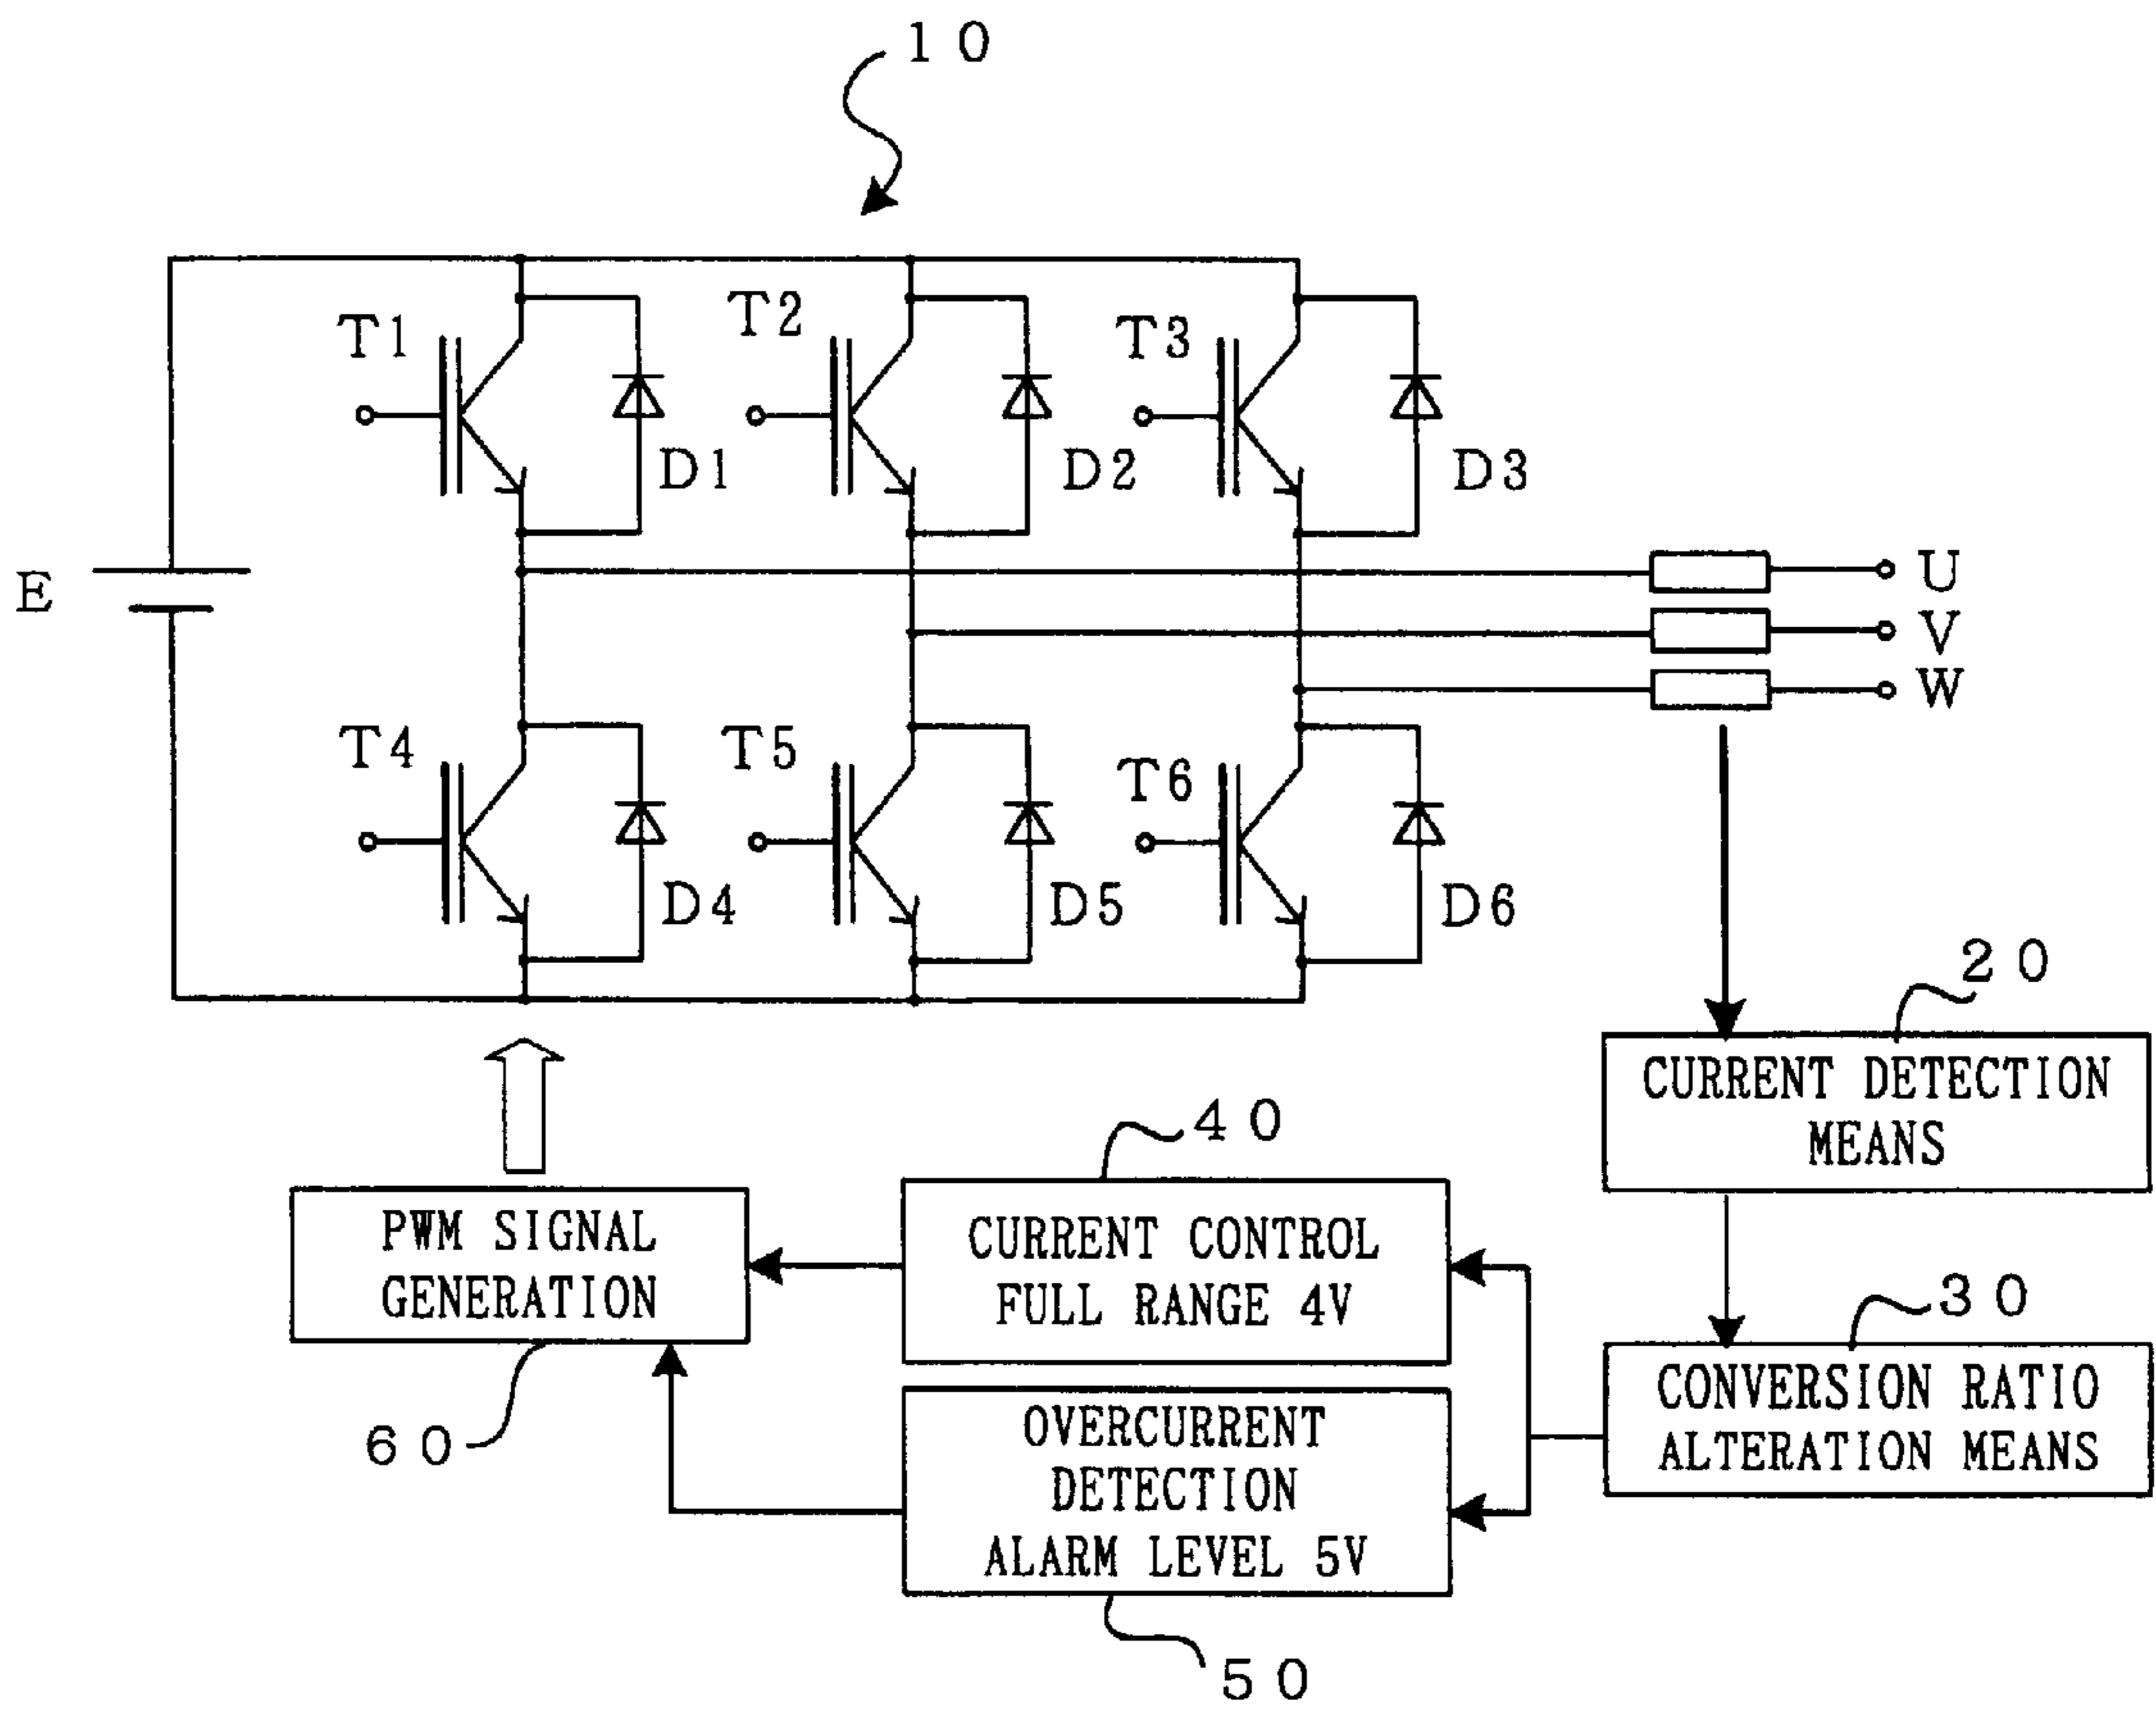 10
T1
T2
T3
D1
D2
D3
E
U
V
W
T4
T5
T6
D4
D5
D6
20
CURRENT DETECTION
MEANS
40
CURRENT CONTROL
FULL RANGE 4V
PWM SIGNAL
GENERATION
30
CONVERSION RATIO
ALTERATION MEANS
60
OVERCURRENT
DETECTION
ALARM LEVEL 5V
50